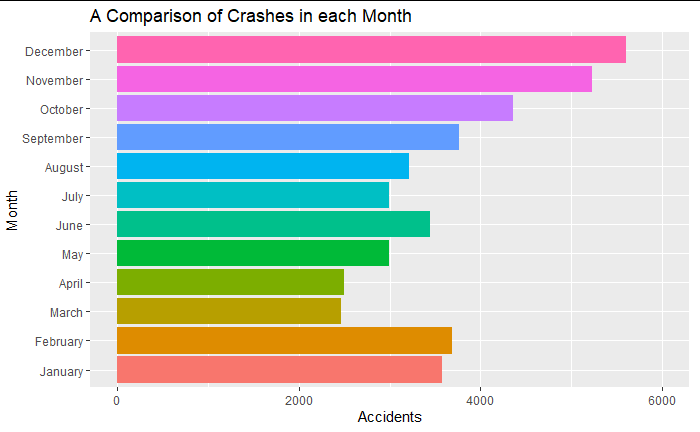 A Comparison of Crashes in each Month
Month
December
November
October
September
August
July
June
May
April
March
February
January
0 2000 4000 6000
Accidents